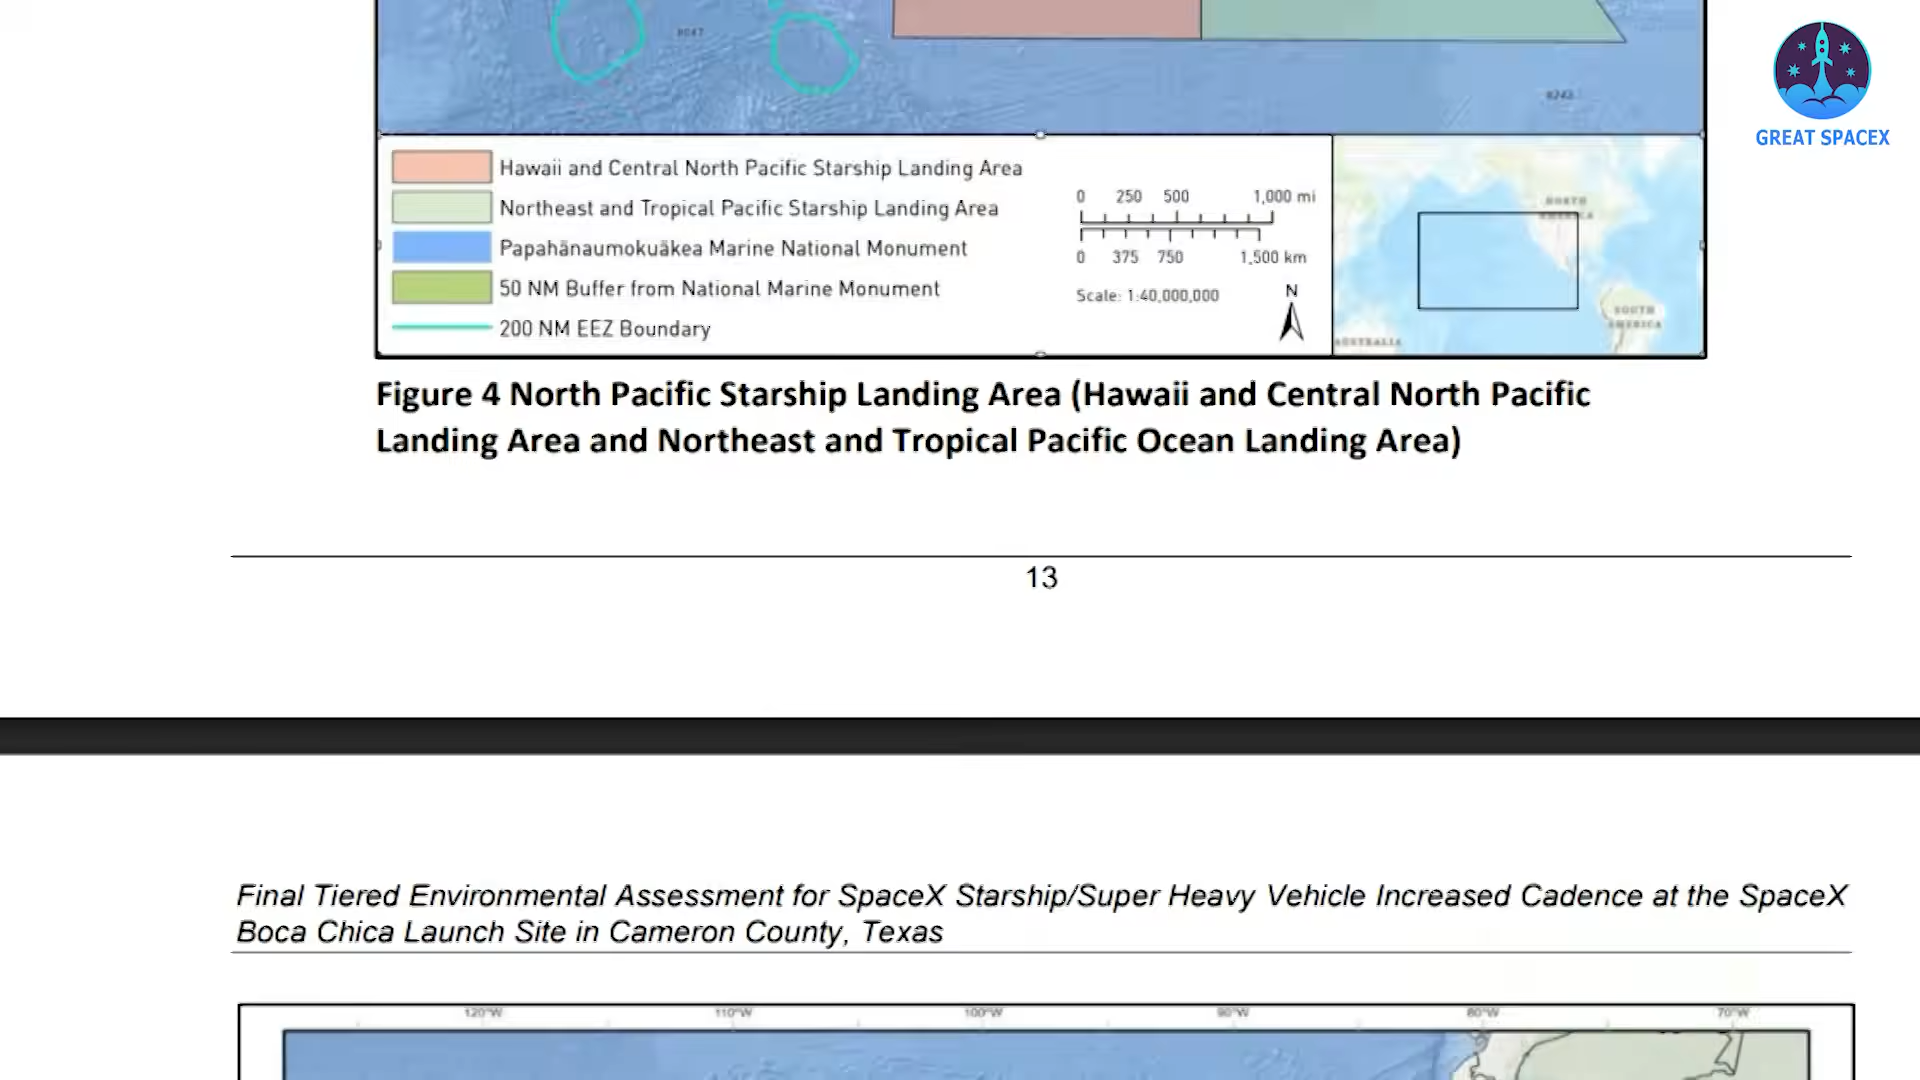 GREAT SPACEX
Hawaii and Central North Pacific Starship Landing Area
Northeast and Tropical Pacific Starship Landing Area
Papahānaumokuākea Marine National Monument
50 NM Buffer from National Marine Monument
200 NM EEZ Boundary
0 250 500 1,000 mi
0 375 750 1,500 km
Scale: 1:40,000,000
N
NORTH
AMERICA
SOUTH
AMERICA
AUSTRALIA
Figure 4 North Pacific Starship Landing Area (Hawaii and Central North Pacific
Landing Area and Northeast and Tropical Pacific Ocean Landing Area)
13
Final Tiered Environmental Assessment for SpaceX Starship/Super Heavy Vehicle Increased Cadence at the SpaceX
Boca Chica Launch Site in Cameron County, Texas
120°W 110°W 100°W 90°W 80°W 70°W